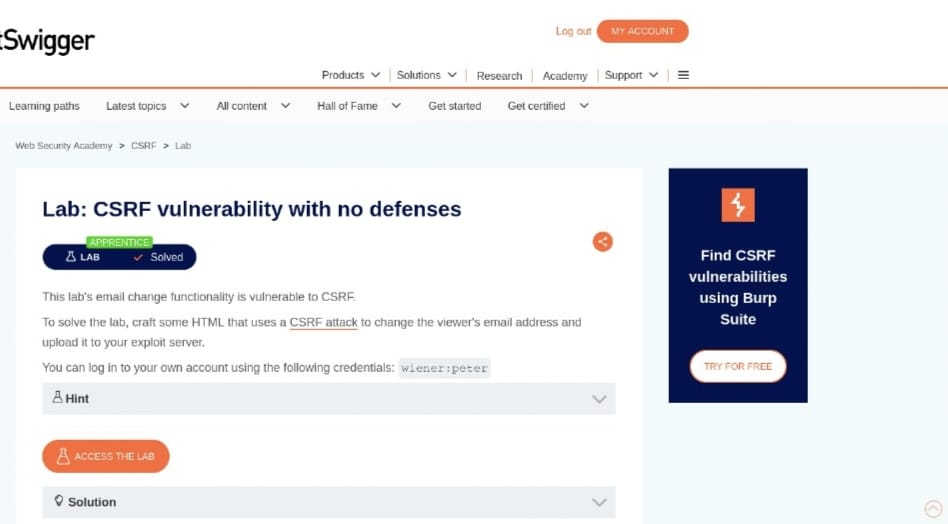 tSwigger
Log out MY ACCOUNT
Products Solutions Research Academy Support
Learning paths Latest topics All content Hall of Fame Get started Get certified
Web Security Academy > CSRF > Lab
Lab: CSRF vulnerability with no defenses
APPRENTICE
LAB Solved
This lab's email change functionality is vulnerable to CSRF.
To solve the lab, craft some HTML that uses a CSRF attack to change the viewer's email address and
upload it to your exploit server.
You can log in to your own account using the following credentials: wiener:peter
Hint
ACCESS THE LAB
Solution
Find CSRF
vulnerabilities
using Burp
Suite
TRY FOR FREE